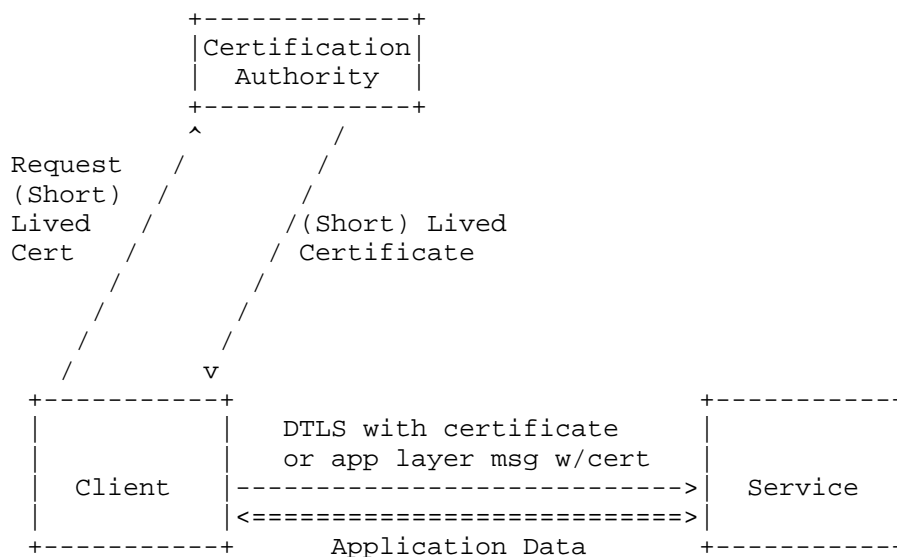 Certification
Authority
Request
(Short)
Lived
Cert
(Short) Lived
Certificate
DTLS with certificate
or app layer msg w/cert
Client
Service
Application Data